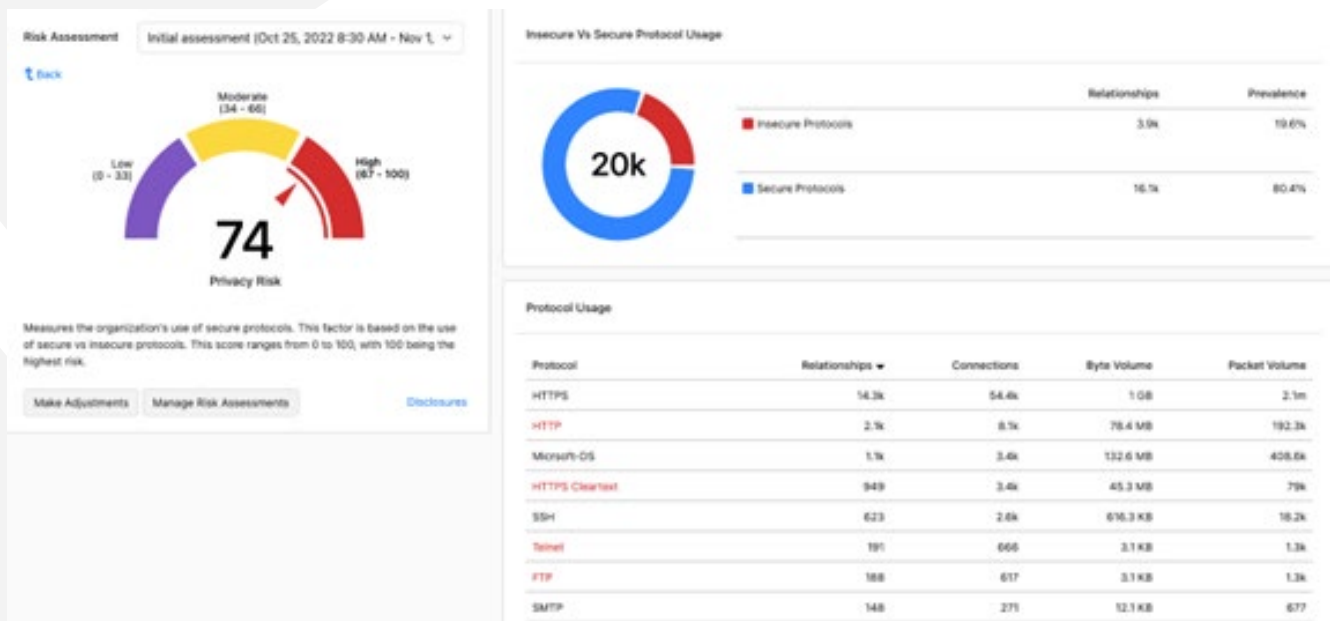 Risk Assessment
Initial assessment (Oct 25, 2022 8:30 AM - Nov 1,
Back
Moderate
(34 - 66)
Low
(0 - 33)
High
(67 - 100)
74
Privacy Risk
Measures the organization's use of secure protocols. This factor is based on the use
of secure vs insecure protocols. This score ranges from 0 to 100, with 100 being the
highest risk.
Make Adjustments Manage Risk Assessments Disclosures
Insecure Vs Secure Protocol Usage
20k
Relationships Prevalence
Insecure Protocols 3.9k 19.6%
Secure Protocols 16.1k 80.4%
Protocol Usage
Protocol Relationships Connections Byte Volume Packet Volume
HTTPS 14.3k 54.4k 1 GB 2.1m
HTTP 2.1k 8.1k 78.4 MB 192.3k
Microsoft-DS 1.1k 3.4k 132.6 MB 408.6k
HTTPS Cleartext 949 3.4k 45.3 MB 79k
SSH 623 2.6k 616.3 KB 18.2k
Telnet 191 666 3.1 KB 1.3k
FTP 188 617 3.1 KB 1.3k
SMTP 148 271 12.1 KB 677